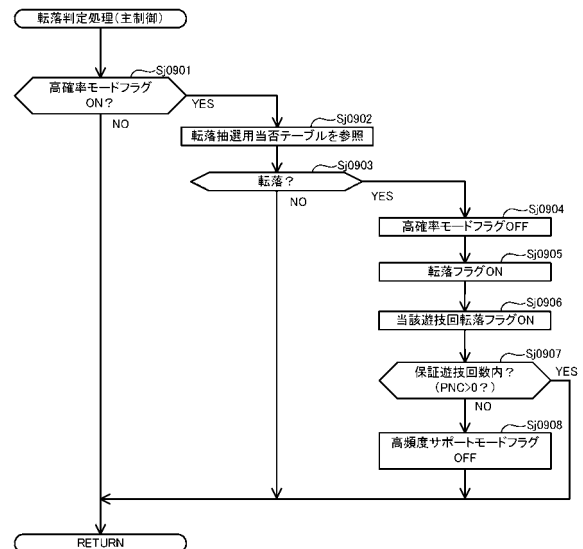 転落判定処理(主制御)
Sj0901
高確率モードフラグ
ON?
YES
NO
Sj0902
転落抽選用当否テーブルを参照
Sj0903
転落?
YES
NO
Sj0904
高確率モードフラグOFF
Sj0905
転落フラグON
Sj0906
当該遊技回転落フラグON
Sj0907
保証遊技回数内?
(PNC>0?)
YES
NO
Sj0908
高頻度サポートモードフラグ
OFF
RETURN